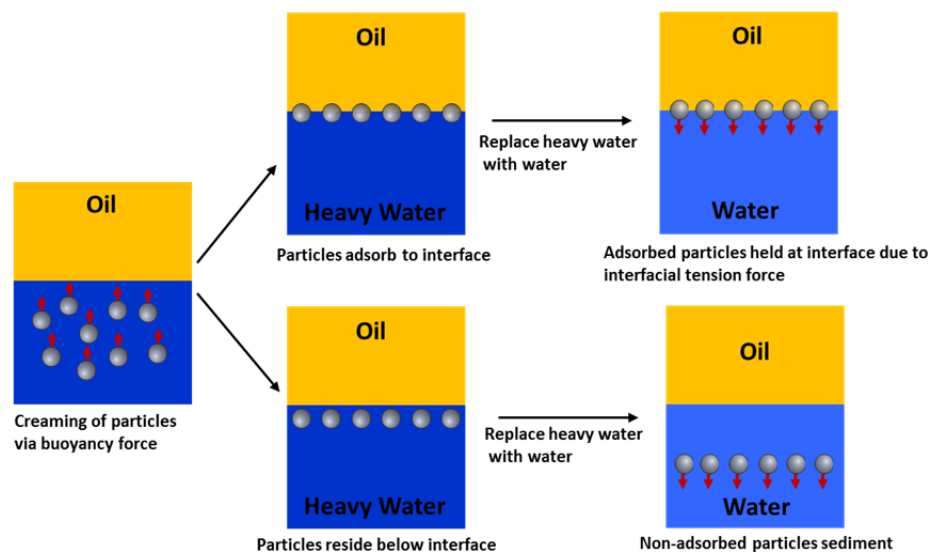 Oil
Creaming of particles
via buoyancy force
Oil
Heavy Water
Particles adsorb to interface
Replace heavy water
with water
Oil
Water
Adsorbed particles held at interface due to
interfacial tension force
Oil
Heavy Water
Particles reside below interface
Replace heavy water
with water
Oil
Water
Non-adsorbed particles sediment